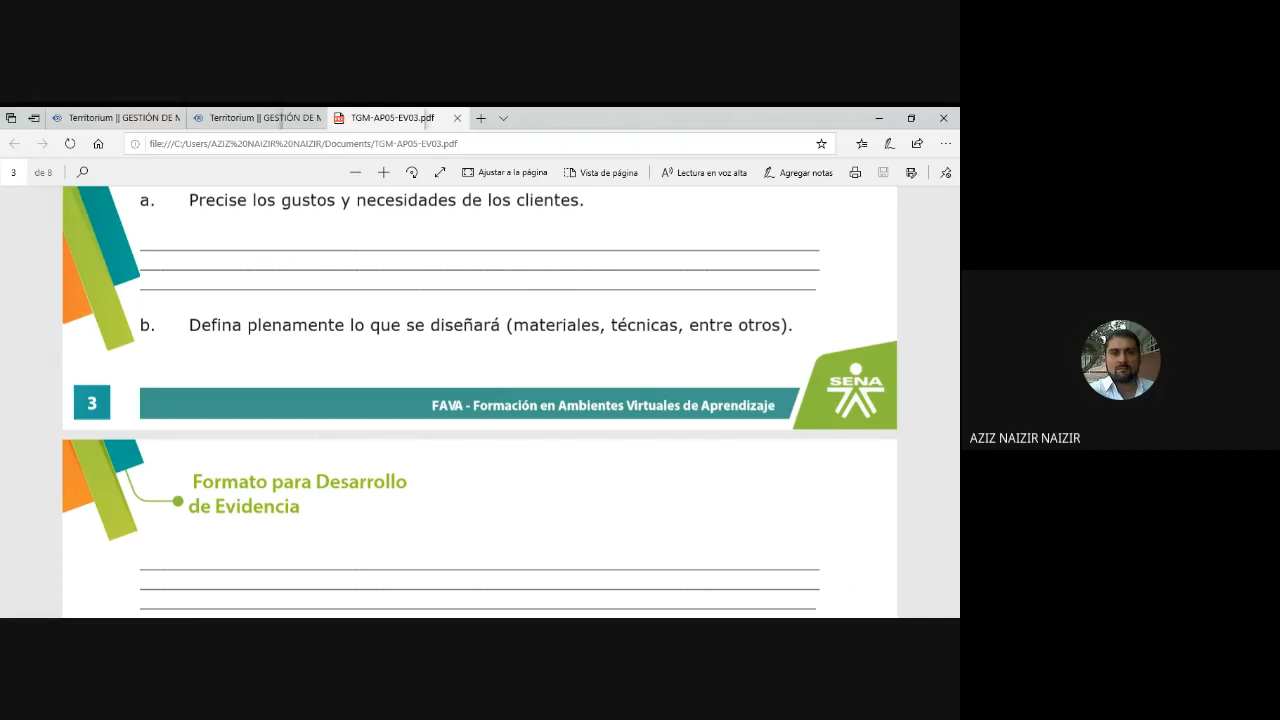 Territorium || GESTIÓN DE M
Territorium || GESTIÓN DE M
TGM-AP05-EV03.pdf
file:///C:/Users/AZIZ%20NAIZIR%20NAIZIR/Documents/TGM-AP05-EV03.pdf
3 de 8
Ajustar a la página
Vista de página
Lectura en voz alta
Agregar notas
a. Precise los gustos y necesidades de los clientes.
b. Defina plenamente lo que se diseñará (materiales, técnicas, entre otros).
SENA
3
FAVA - Formación en Ambientes Virtuales de Aprendizaje
Formato para Desarrollo
de Evidencia
AZIZ NAIZIR NAIZIR